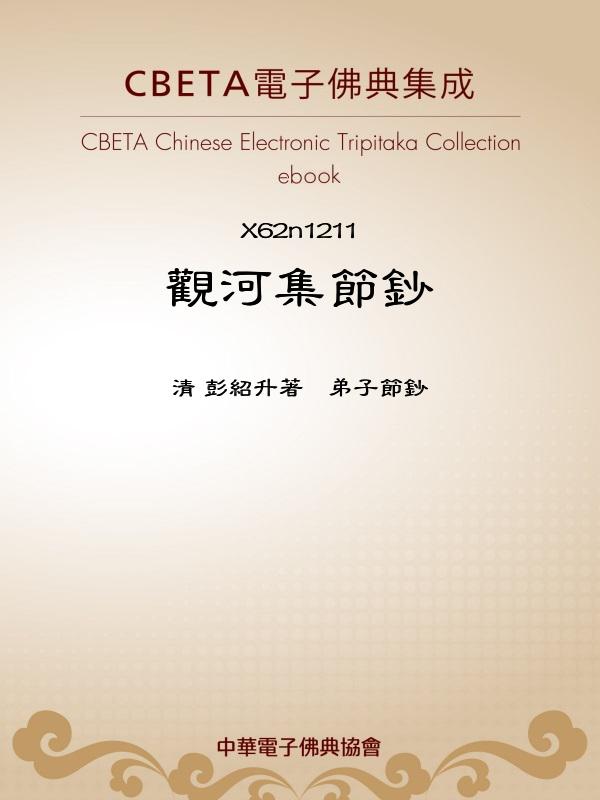 CBETA電子佛典集成
CBETA Chinese Electronic Tripitaka Collection
ebook
X62n1211
觀河集節鈔
清 彭紹升著　弟子節鈔
中華電子佛典協會